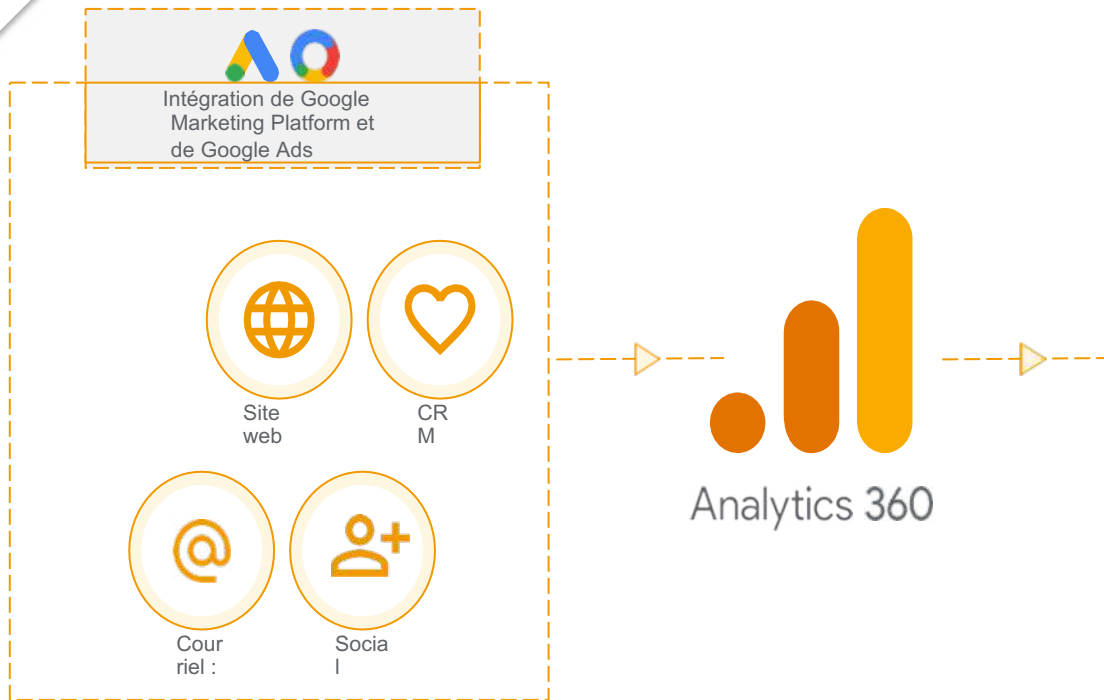 Intégration de Google
Marketing Platform et
de Google Ads
Site
web
CR
M
Cour
riel :
Socia
l
Analytics 360